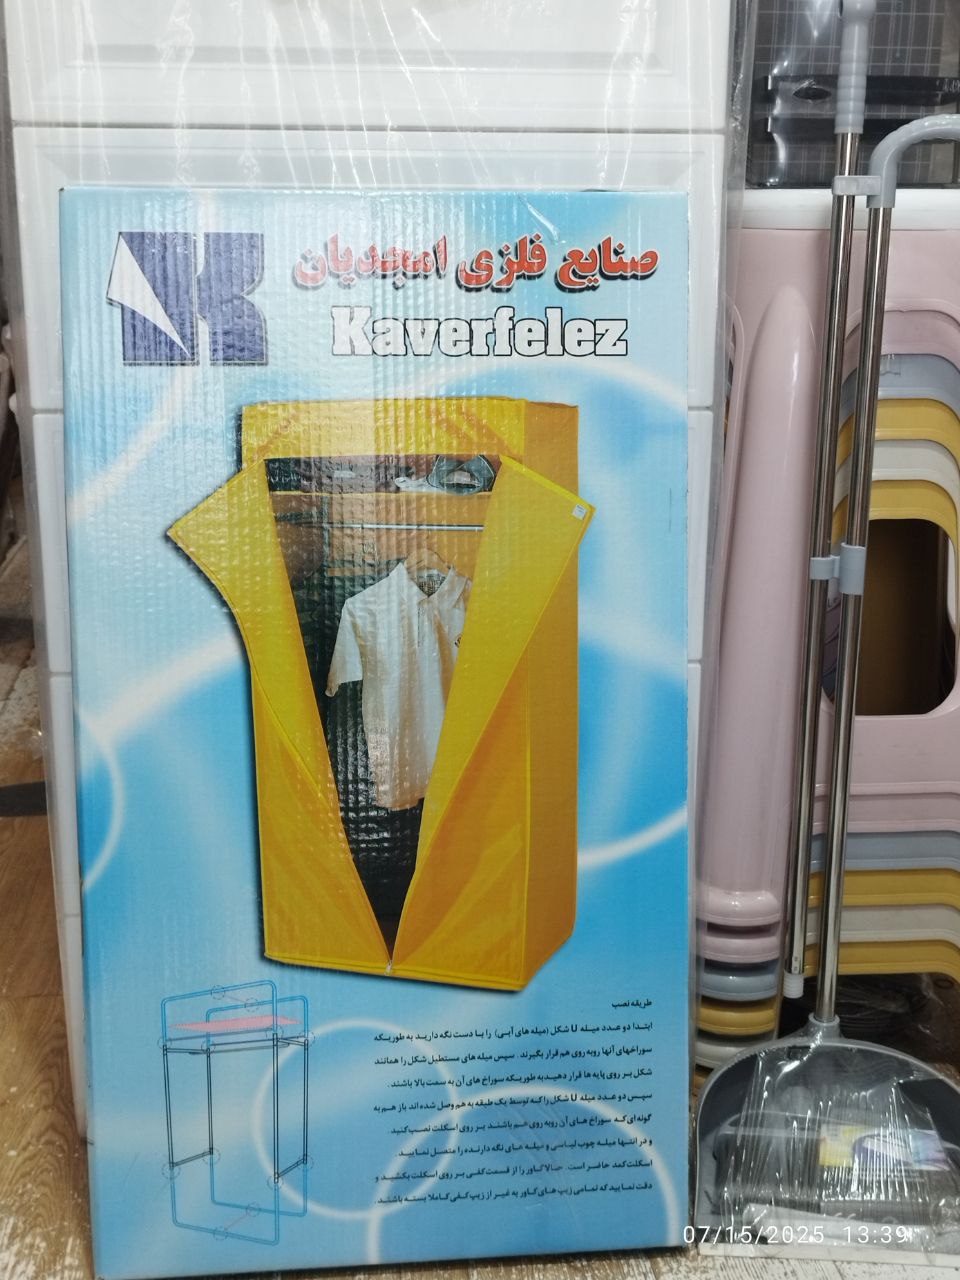 صنایع فلزی امجدیان
Kaverfelez
طریقه نصب
ابتدا دو عدد میله U شکل (میله های آبی) را با دست نگه دارید به طوریکه
سوراخهای آنها روبه روی هم قرار بگیرند. سپس میله های مستطیل شکل را همانند
شکل بر روی پایه ها قرار دهید به طوریکه سوراخ های آن به سمت بالا باشند.
سپس دو عدد میله U شکل راکه توسط یک طبقه به هم وصل شده اند باز هم به
گونه ای که سوراخ های آن روبه روی هم باشند بر روی اسکلت نصب کنید.
و در انتها میله چوب لباسی و میله های نگه دارنده را متصل نمایید.
اسکلت کمد حاضر است. حالا کاور را از قسمت کفی بر روی اسکلت بکشید و
دقت نمایید که تمامی زیپ های کاور به غیر از زیپ کفی کاملا بسته باشند.
07/15/2025 13:39